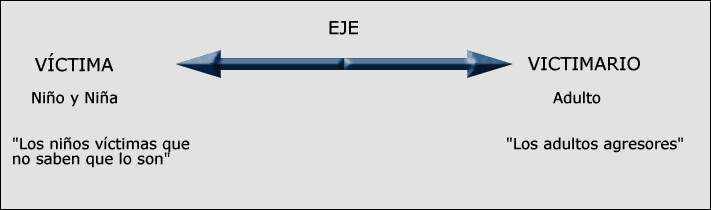 EJE
VÍCTIMA
VICTIMARIO
Niño y Niña
Adulto
"Los niños víctimas que
no saben que lo son"
"Los adultos agresores"